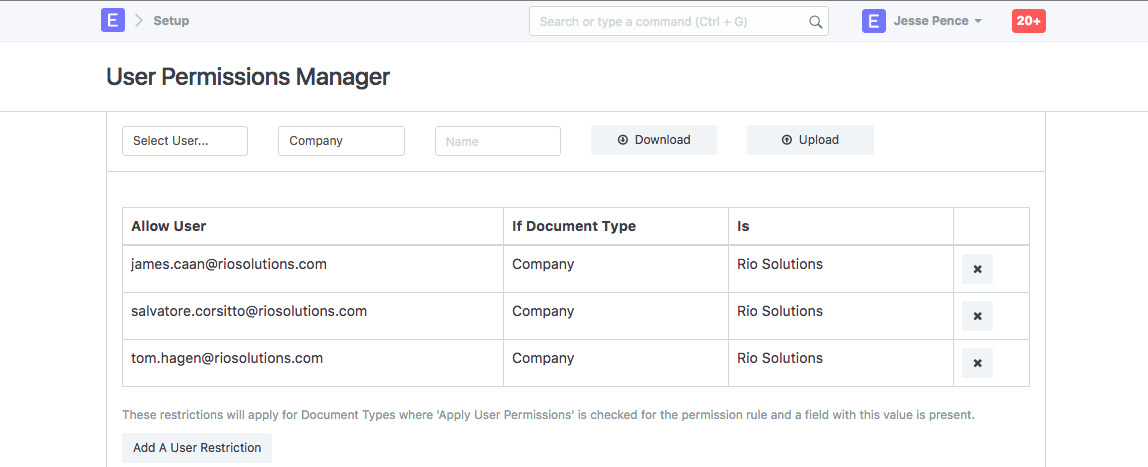 E Setup Search or type a command (Ctrl + G) E Jesse Pence 20+
User Permissions Manager
Select User... Company Name Download Upload
Allow User If Document Type Is
james.caan@riosolutions.com Company Rio Solutions
salvatore.corsitto@riosolutions.com Company Rio Solutions
tom.hagen@riosolutions.com Company Rio Solutions
These restrictions will apply for Document Types where 'Apply User Permissions' is checked for the permission rule and a field with this value is present.
Add A User Restriction